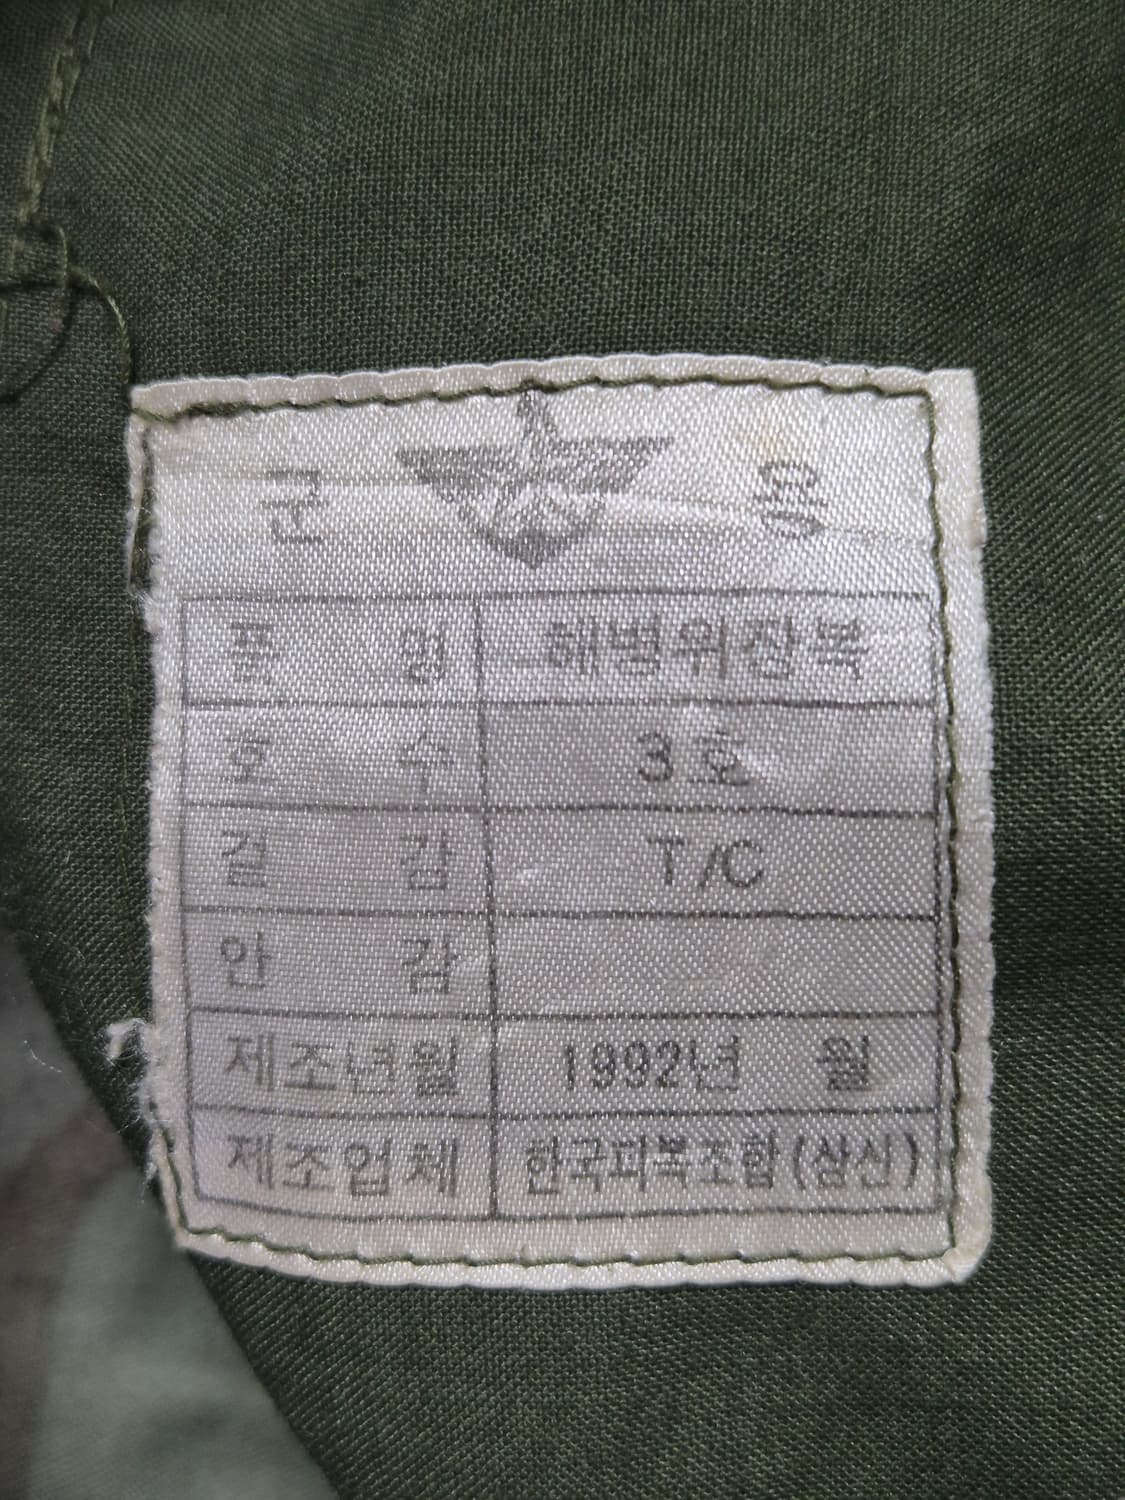 군 용
품 명 해병위장복
호 수 3호
겉 감 T/C
안 감
제조년월 1992년 월
제조업체 한국피복조합(삼신)